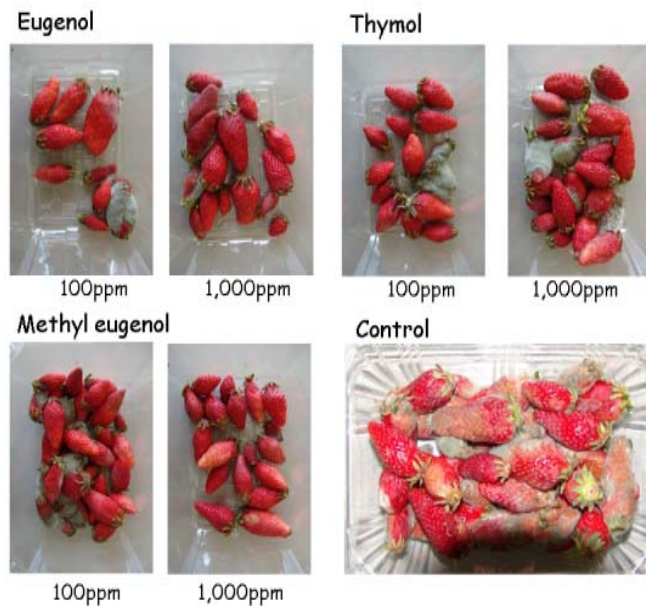 Eugenol
Thymol
100ppm
1,000ppm
100ppm
1,000ppm
Methyl eugenol
Control
100ppm
1,000ppm